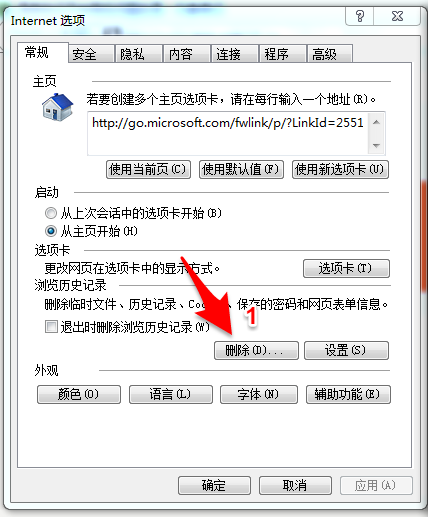 Internet 选项
常规 安全 隐私 内容 连接 程序 高级
主页
若要创建多个主页选项卡，请在每行输入一个地址(R)。
http://go.microsoft.com/fwlink/p/?LinkId=2551
使用当前页(C) 使用默认值(F) 使用新选项卡(U)
启动
从上次会话中的选项卡开始(B)
从主页开始(H)
选项卡
更改网页在选项卡中的显示方式。 选项卡(T)
浏览历史记录
删除临时文件、历史记录、Coo 、保存的密码和网页表单信息。
退出时删除浏览历史记录(W)
1
删除(D)... 设置(S)
外观
颜色(O) 语言(L) 字体(N) 辅助功能(E)
确定 取消 应用(A)